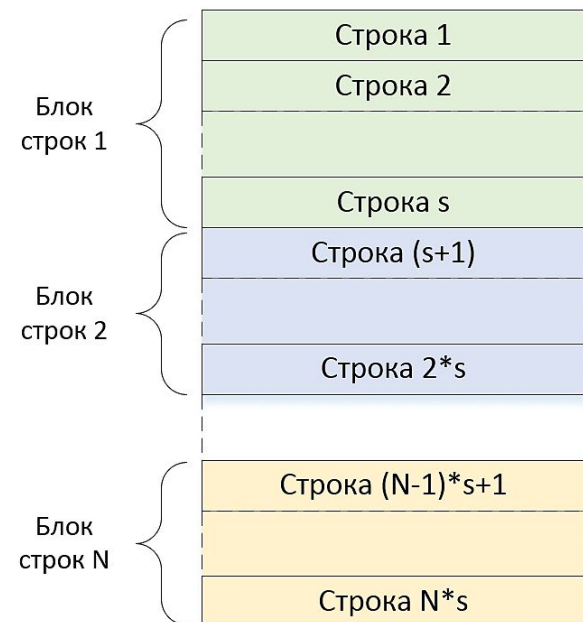 Блок
строк 1
Строка 1
Строка 2
Строка s
Блок
строк 2
Строка (s+1)
Строка 2*s
Блок
строк N
Строка (N-1)*s+1
Строка N*s